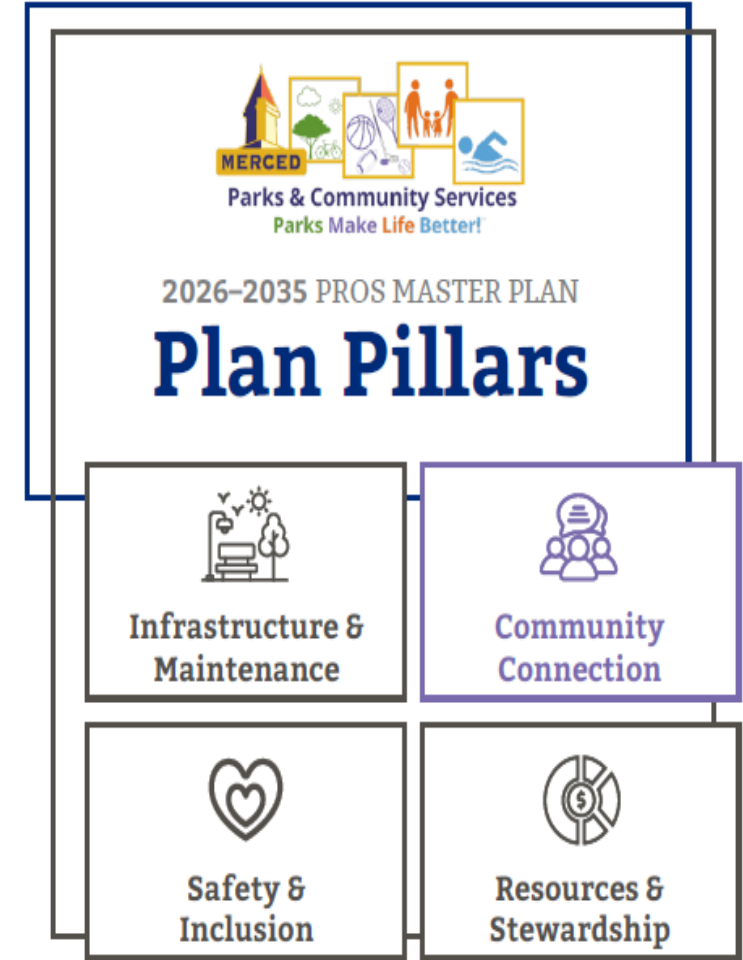 MERCED
Parks & Community Services
Parks Make Life Better!
2026–2035 PROS MASTER PLAN
Plan Pillars
Infrastructure &
Maintenance
Community
Connection
Safety &
Inclusion
$
Resources &
Stewardship